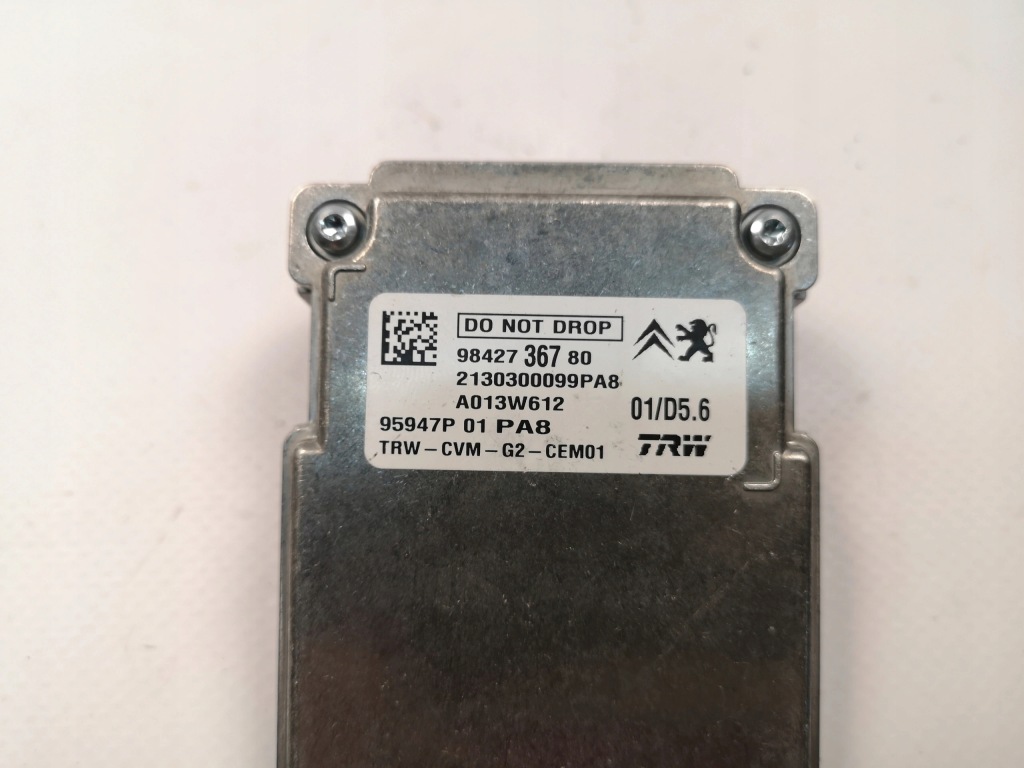 DO NOT DROP
98427 367 80
2130300099PA8
A013W612
01/D5.6
95947P 01 PA8
TRW-CVM-G2-CEM01
TRW